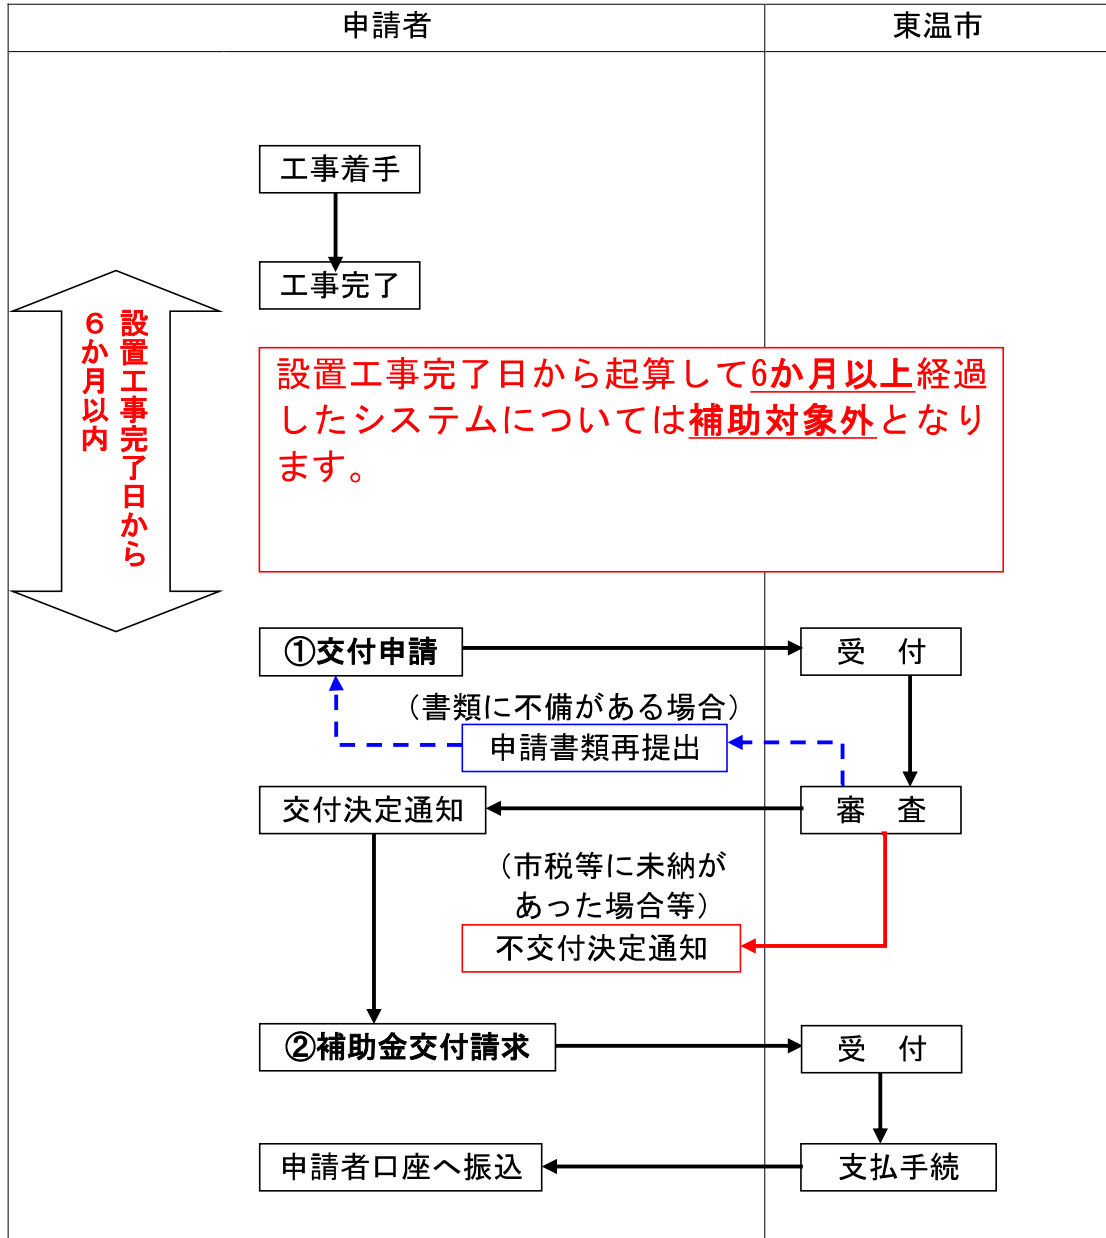 申請者
東温市
工事着手
工事完了
設置工事完了日から
６か月以内
設置工事完了日から起算して6か月以上経過
したシステムについては補助対象外となり
ます。
①交付申請
受　付
（書類に不備がある場合）
申請書類再提出
交付決定通知
審　査
（市税等に未納が
あった場合等）
不交付決定通知
②補助金交付請求
受　付
申請者口座へ振込
支払手続